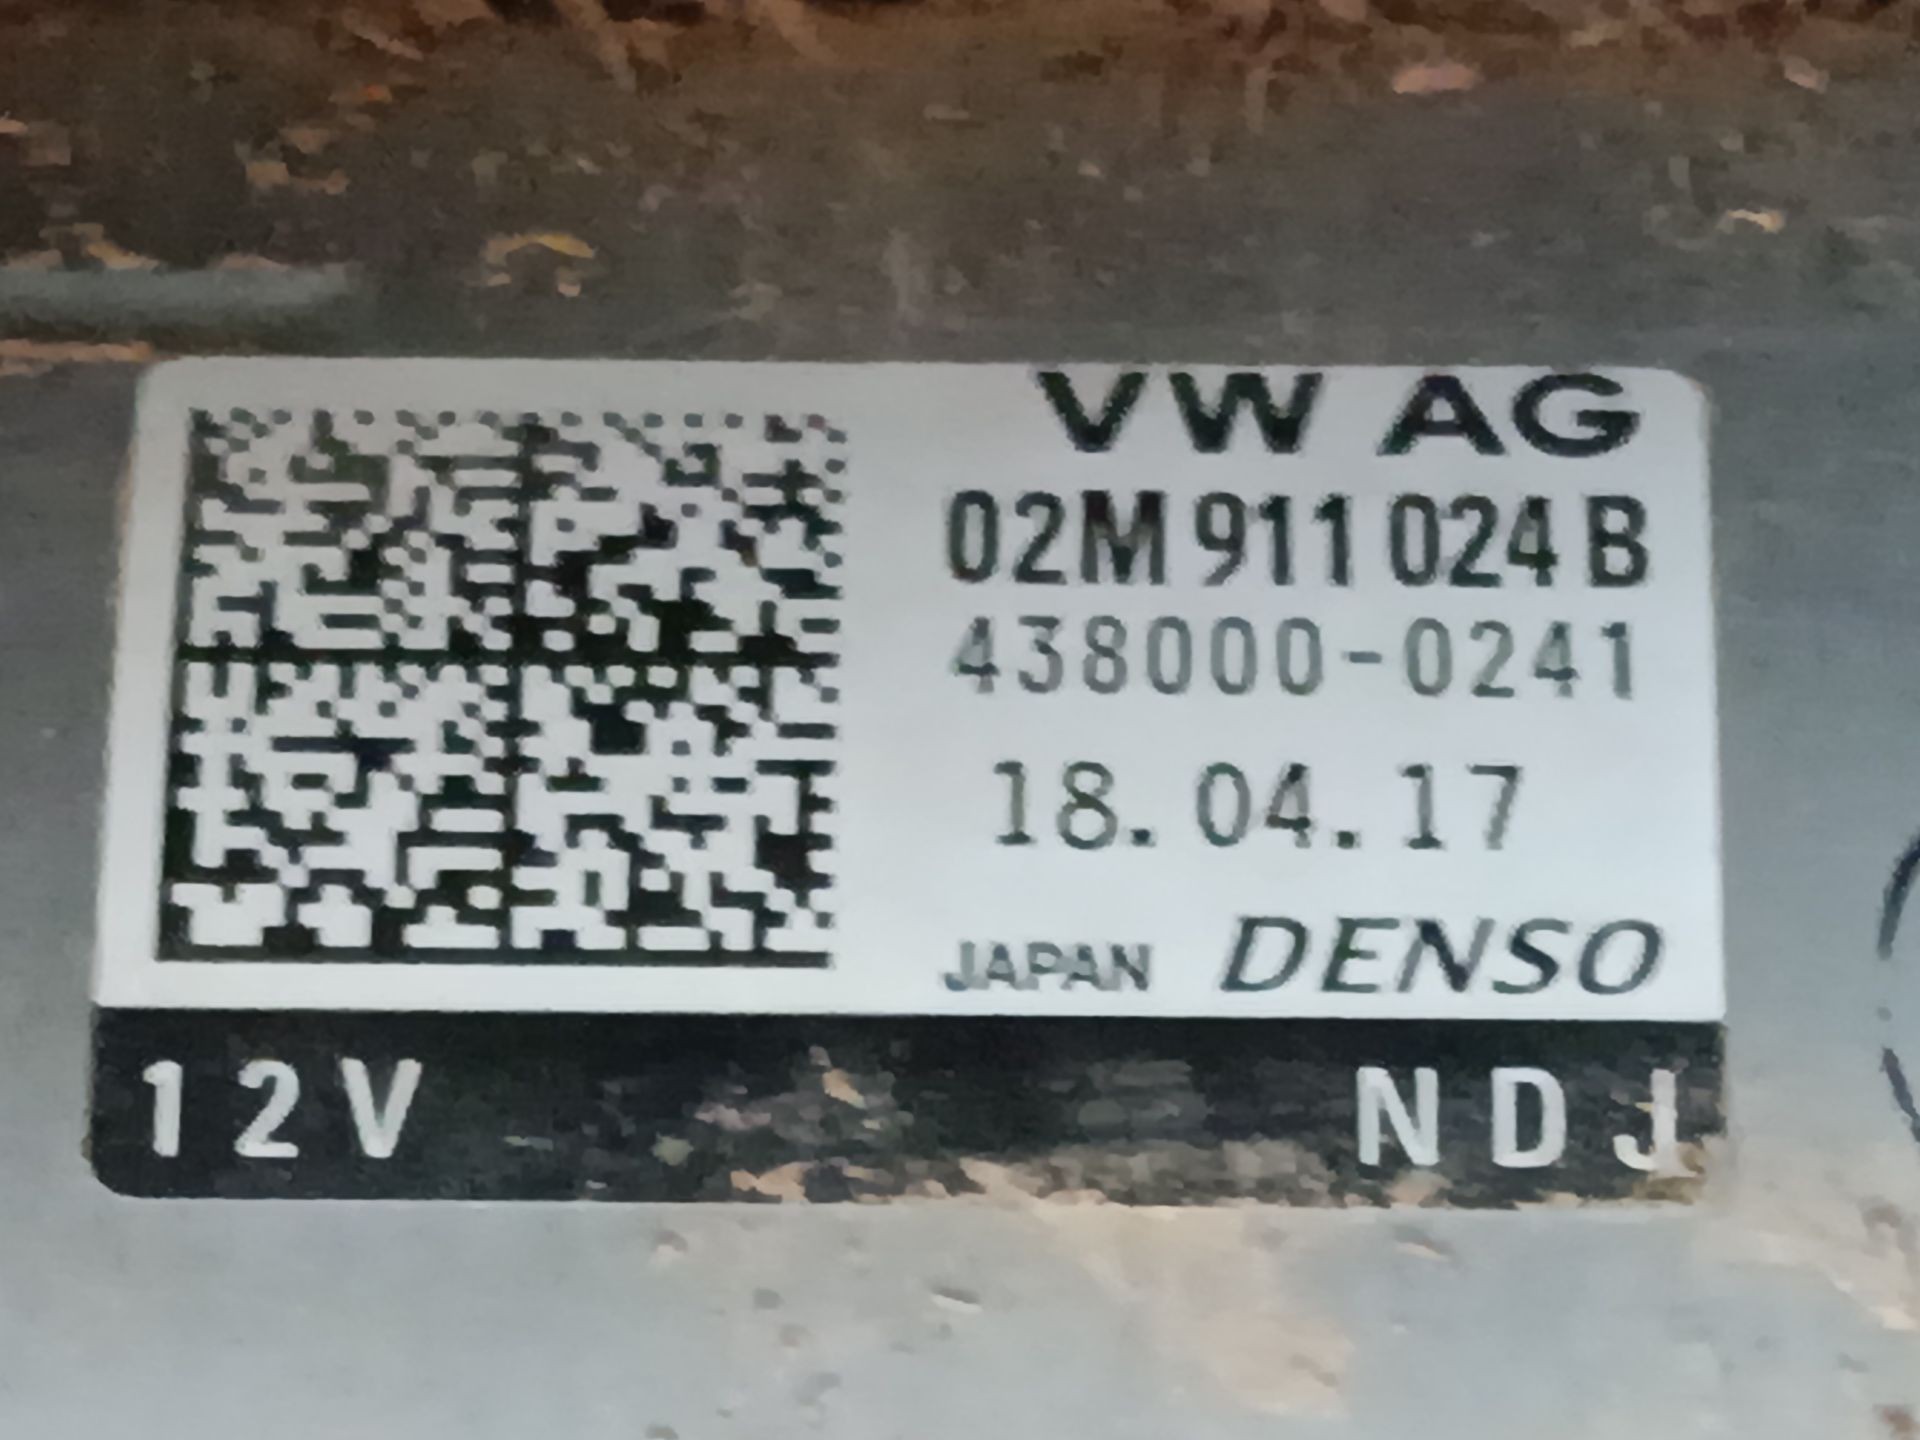 VW AG
02M 911 024 B
438000-0241
18.04.17
JAPAN DENSO
12V NDJ